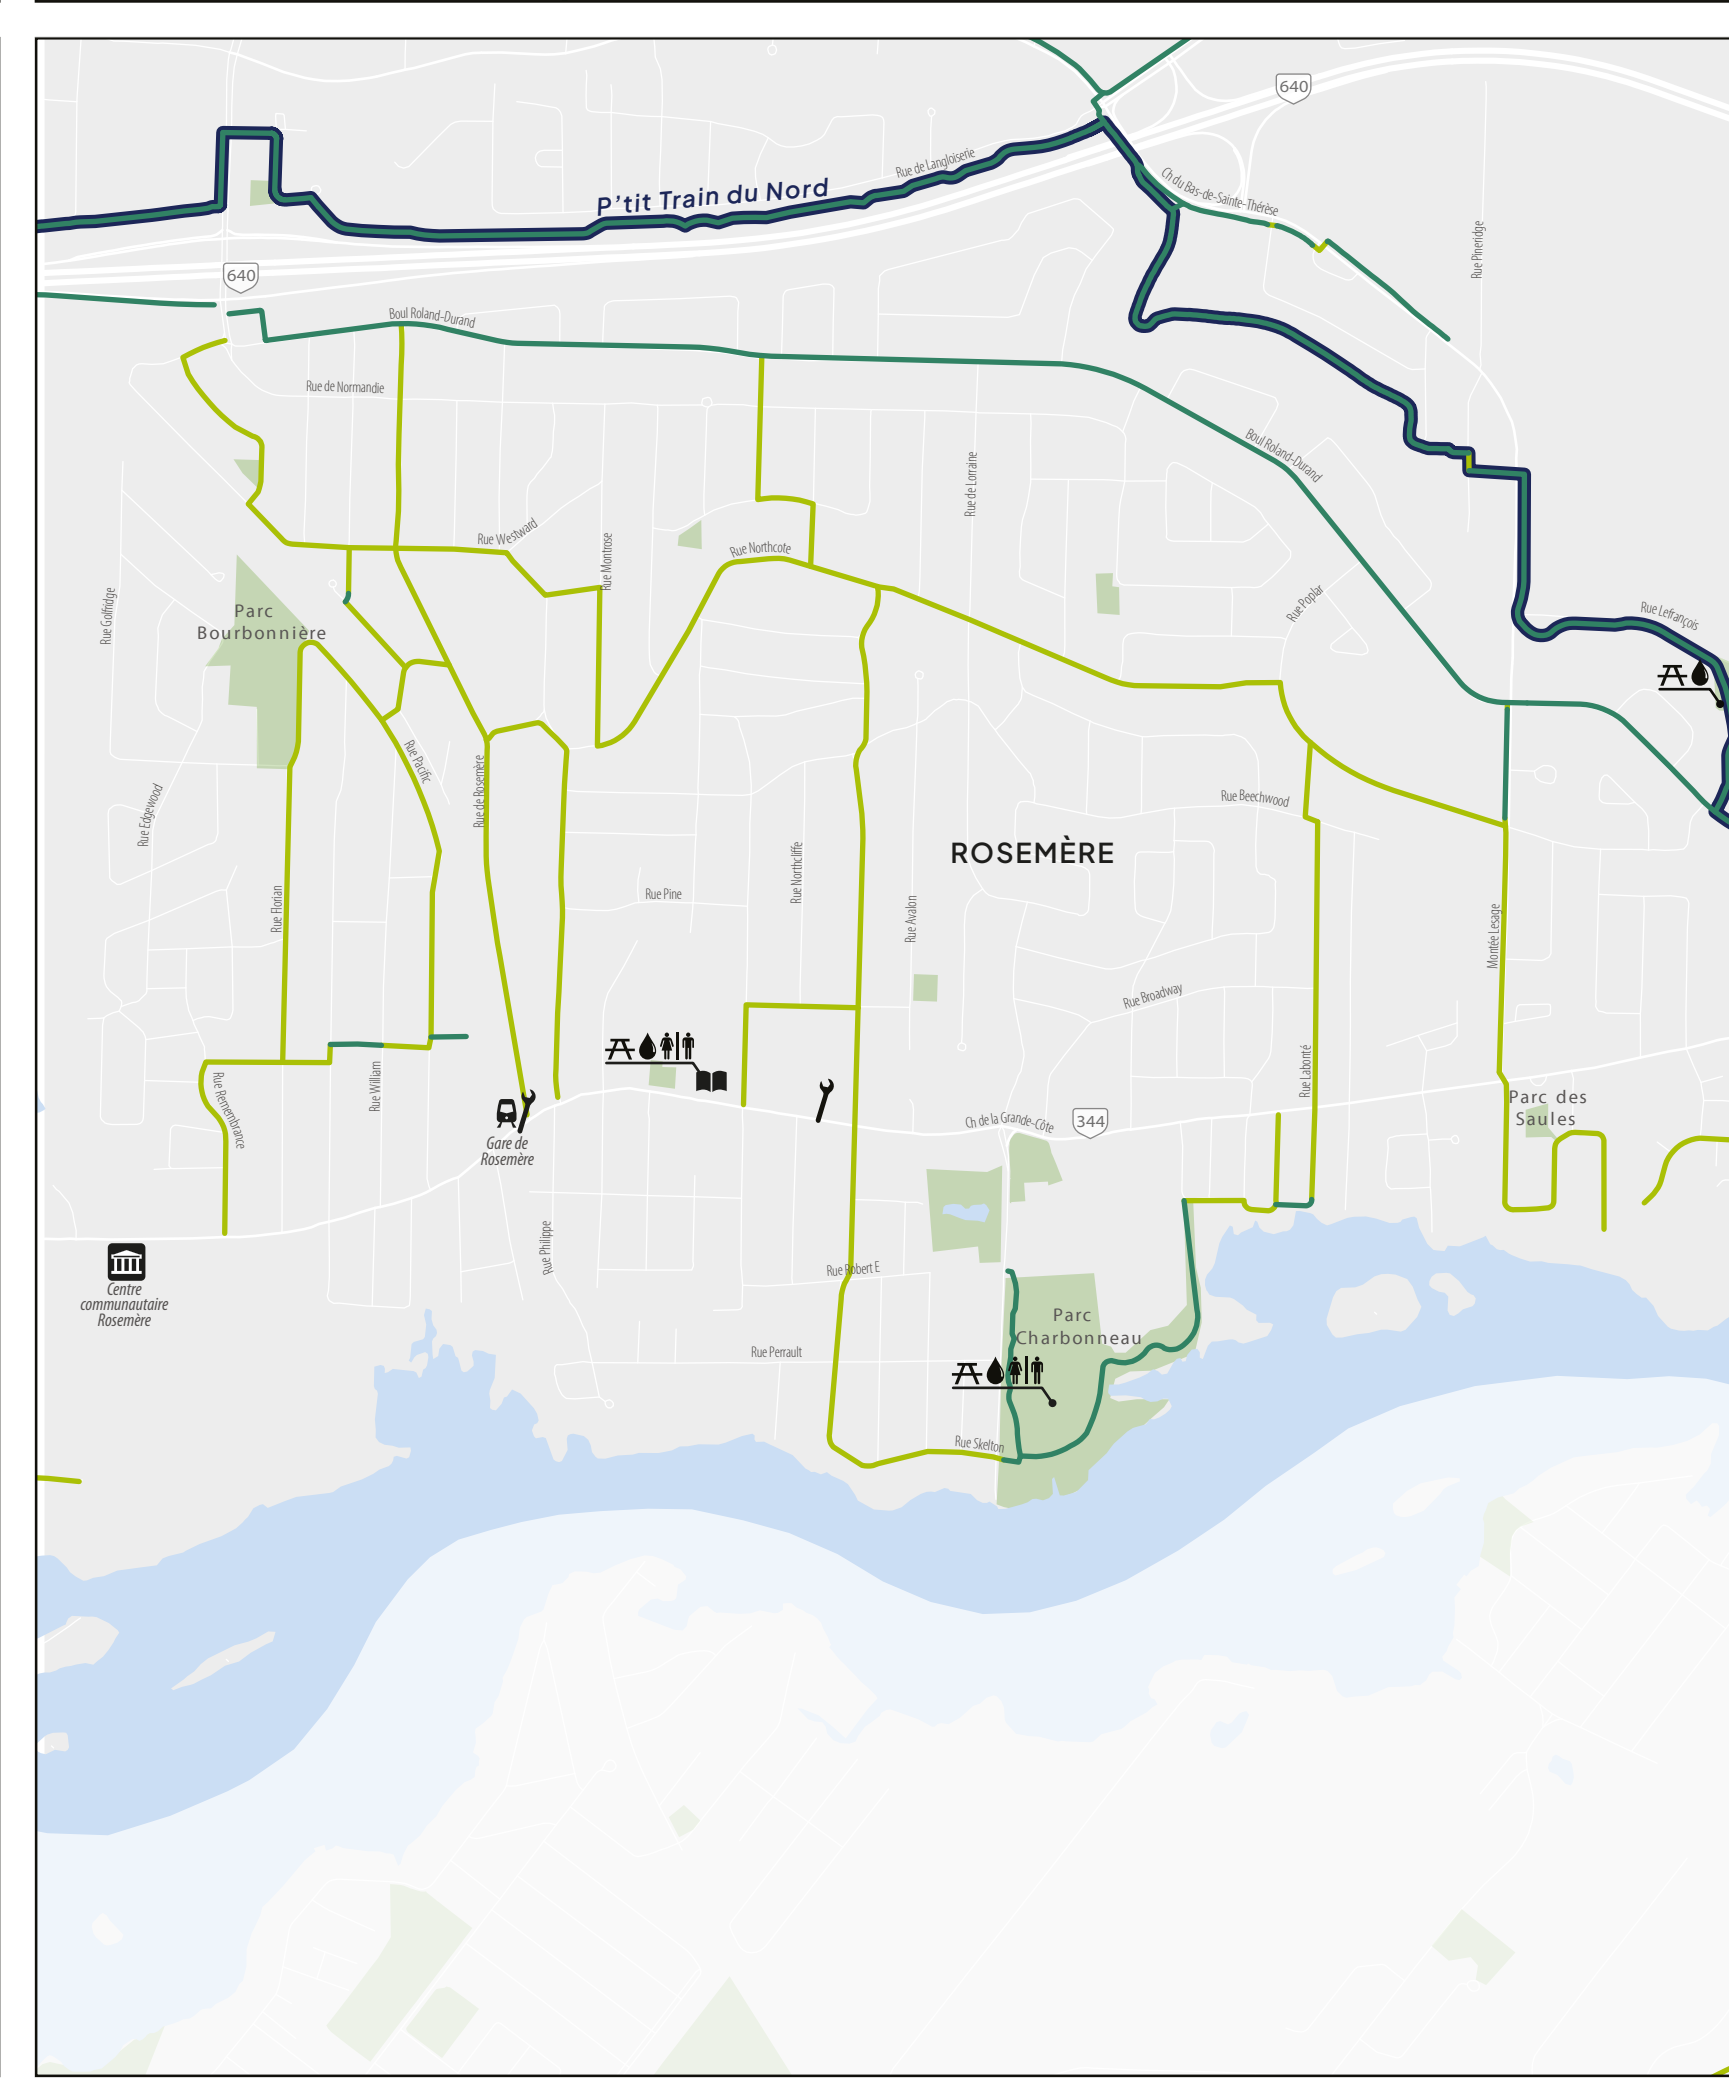 640
Rue de Langloiserie
Ch du Bas-de-Sainte-Thérèse
P'tit Train du Nord
Rue Pineridge
640
Boul Roland-Durand
Rue de Normandie
Boul Roland-Durand
Rue de Lorraine
Rue Westward
Rue Montrose
Rue Northcote
Rue Golfridge
Parc
Bourbonnière
Rue Poplar
Rue Lefrançois
Rue Pacific
Rue de Rosemère
Rue Edgewood
Rue Beechwood
ROSEMÈRE
Rue Northcliffe
Rue Pine
Rue Florian
Rue Avalon
Montée Lesage
Rue Broadway
Rue Labonté
Rue William
Rue Remembrance
Parc des
Saules
Ch de la Grande-Côte
344
Gare de
Rosemère
Rue Philippe
Rue Robert E
Centre
communautaire
Rosemère
Parc
Charbonneau
Rue Perrault
Rue Skelton